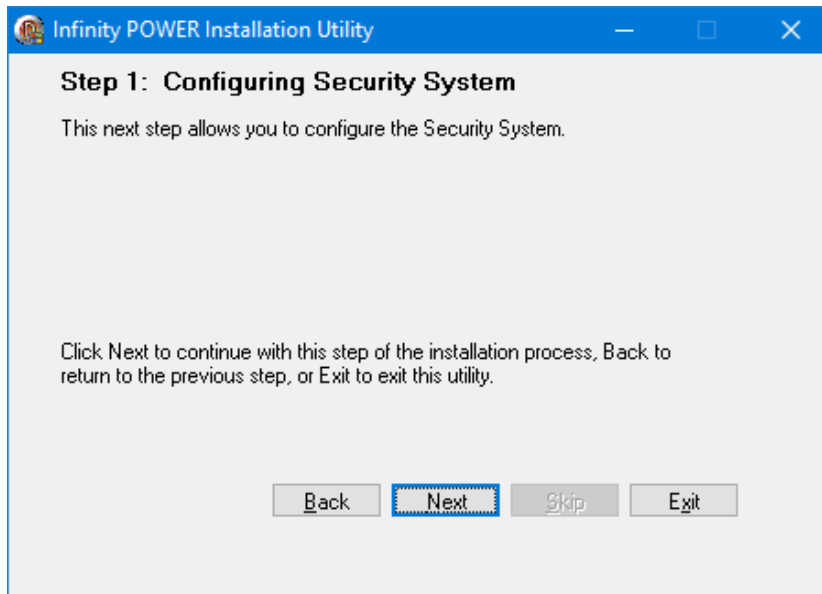 Infinity POWER Installation Utility
Step 1: Configuring Security System
This next step allows you to configure the Security System.
Click Next to continue with this step of the installation process, Back to
return to the previous step, or Exit to exit this utility.
Back Next Skip Exit